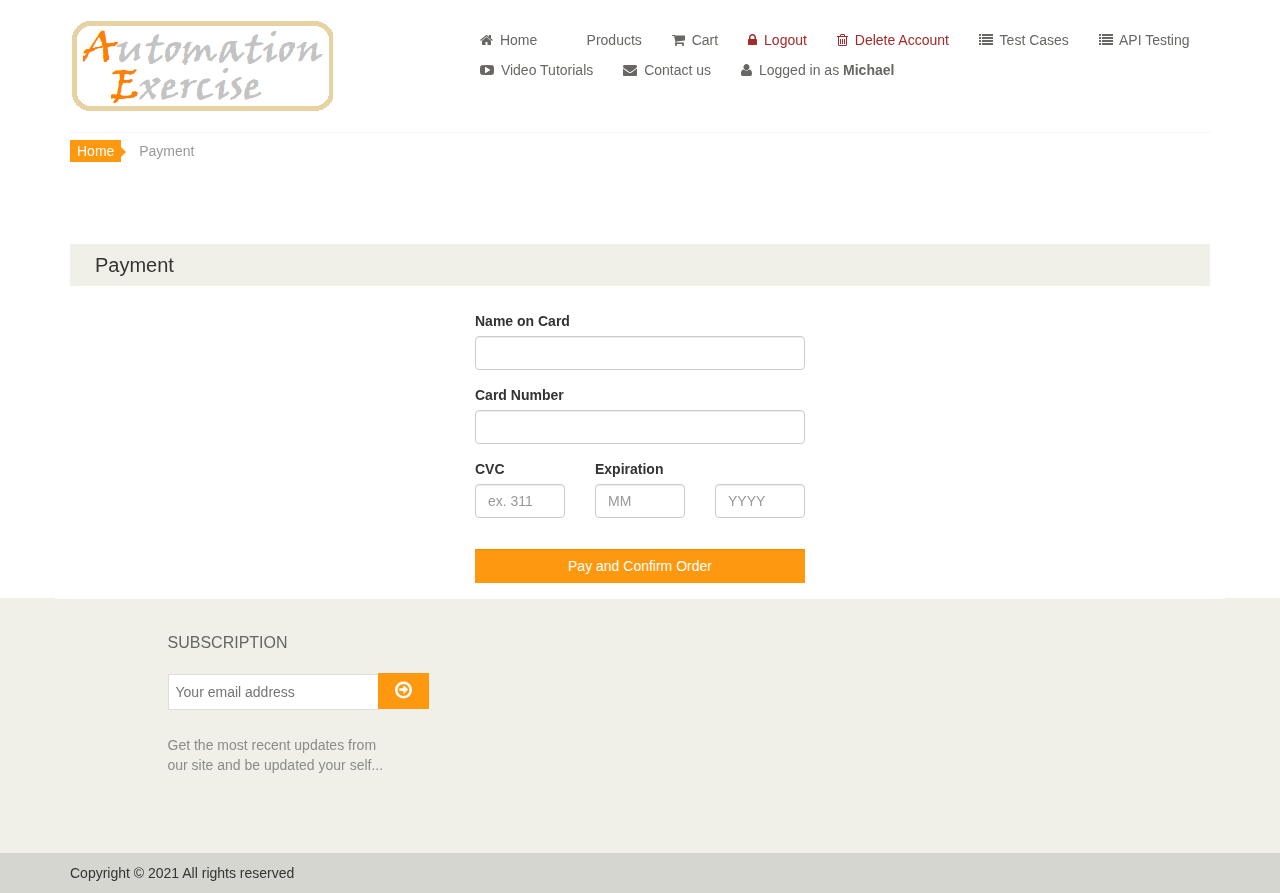 Automation
Exercise
Home Products Cart Logout Delete Account Test Cases API Testing
Video Tutorials Contact us Logged in as Michael
Home Payment
Payment
Name on Card
Card Number
CVC Expiration
ex. 311 MM YYYY
Pay and Confirm Order
SUBSCRIPTION
Your email address
Get the most recent updates from
our site and be updated your self...
Copyright © 2021 All rights reserved